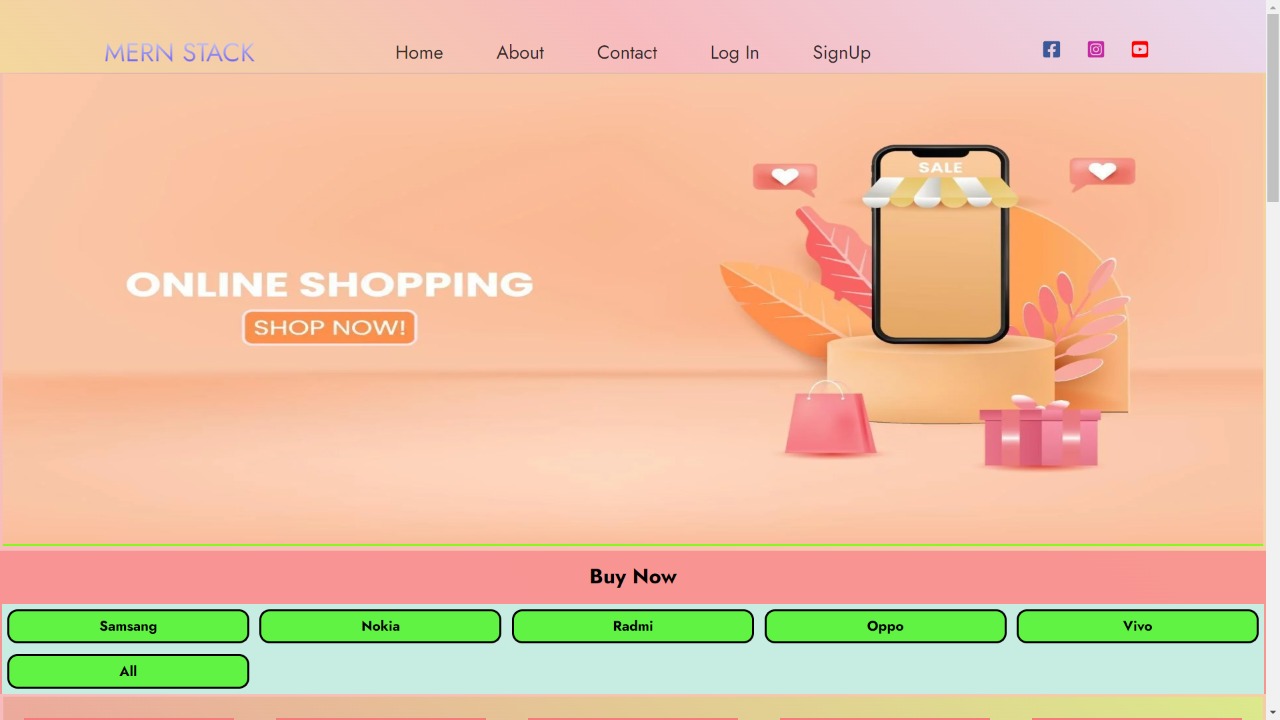 MERN STACK Home About Contact Log In SignUp
SALE
ONLINE SHOPPING
SHOP NOW!
Buy Now
Samsang Nokia Radmi Oppo Vivo
All